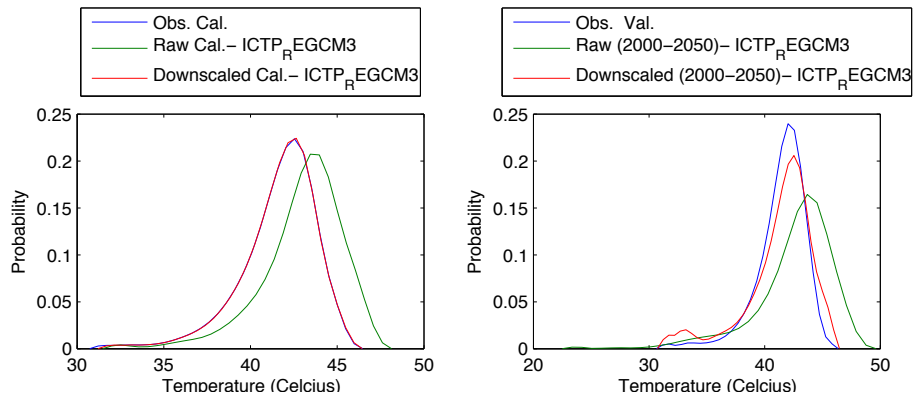 Obs. Cal.
Raw Cal.− ICTP_REGCM3
Downscaled Cal.− ICTP_REGCM3
0.25
0.2
0.15
0.1
0.05
0
Probability
30 35 40 45 50
Temperature (Celcius)
Obs. Val.
Raw (2000−2050)− ICTP_REGCM3
Downscaled (2000−2050)− ICTP_REGCM3
0.25
0.2
0.15
0.1
0.05
0
Probability
20 30 40 50
Temperature (Celcius)